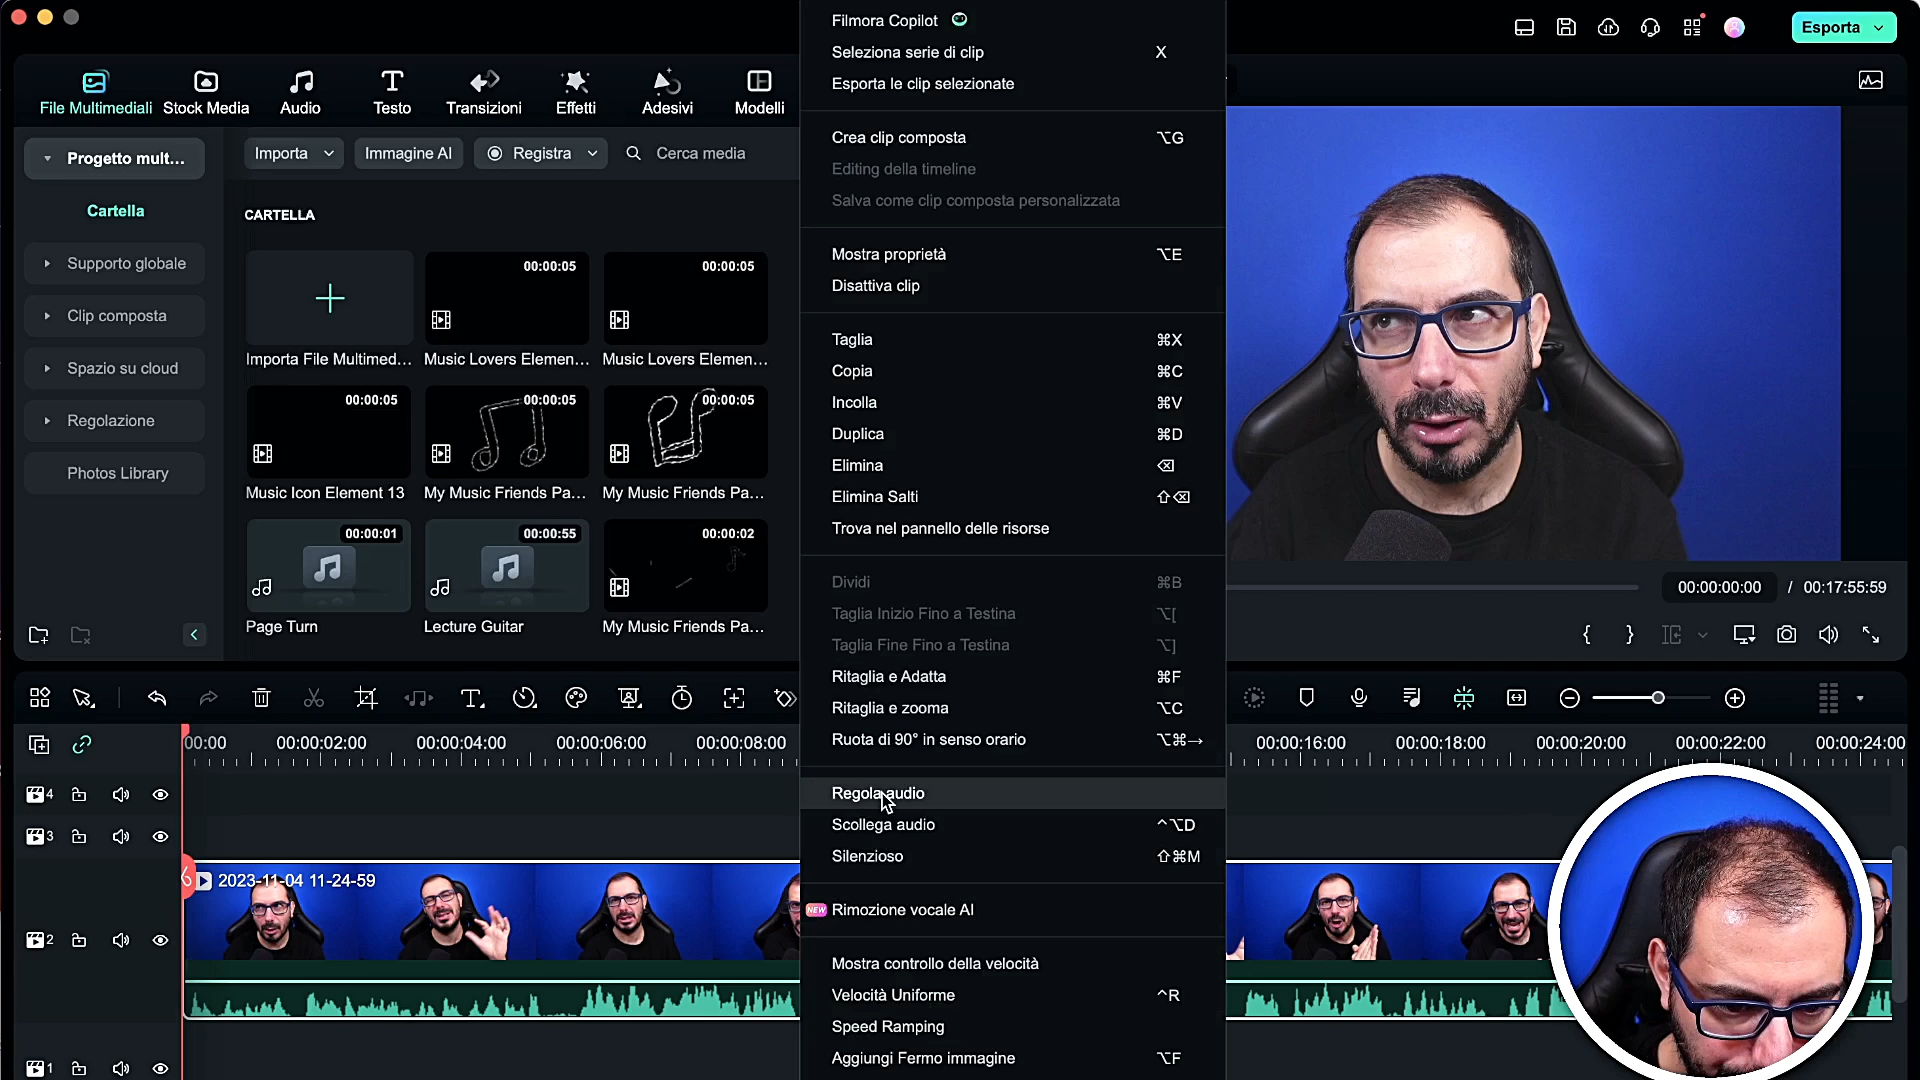 Esporta
File Multimediali
Stock Media
Audio
Testo
Transizioni
Effetti
Adesivi
Modelli
Progetto mult...
Cartella
Supporto globale
Clip composta
Spazio su cloud
Regolazione
Photos Library
Importa
Immagine AI
Registra
Cerca media
CARTELLA
00:00:05
00:00:05
Importa File Multimed...
Music Lovers Elemen...
Music Lovers Elemen...
00:00:05
00:00:05
00:00:05
Music Icon Element 13
My Music Friends Pa...
My Music Friends Pa...
00:00:01
00:00:55
00:00:02
Page Turn
Lecture Guitar
My Music Friends Pa...
Filmora Copilot
Seleziona serie di clip X
Esporta le clip selezionate
Crea clip composta ⌥G
Editing della timeline
Salva come clip composta personalizzata
Mostra proprietà ⌥E
Disattiva clip
Taglia ⌘X
Copia ⌘C
Incolla ⌘V
Duplica ⌘D
Elimina ⌫
Elimina Salti ⇧⌫
Trova nel pannello delle risorse
Dividi ⌘B
Taglia Inizio Fino a Testina ⌥[
Taglia Fine Fino a Testina ⌥]
Ritaglia e Adatta ⌘F
Ritaglia e zooma ⌥C
Ruota di 90° in senso orario ⌥⌘→
Regola audio
Scollega audio ^⌥D
Silenzioso ⇧⌘M
NEW Rimozione vocale AI
Mostra controllo della velocità
Velocità Uniforme ^R
Speed Ramping
Aggiungi Fermo immagine ⌥F
00:00:00:00 / 00:17:55:59
00:00
00:00:02:00
00:00:04:00
00:00:06:00
00:00:08:00
00:00:16:00
00:00:18:00
00:00:20:00
00:00:22:00
00:00:24:00
4
3
2023-11-04 11-24-59
2
1